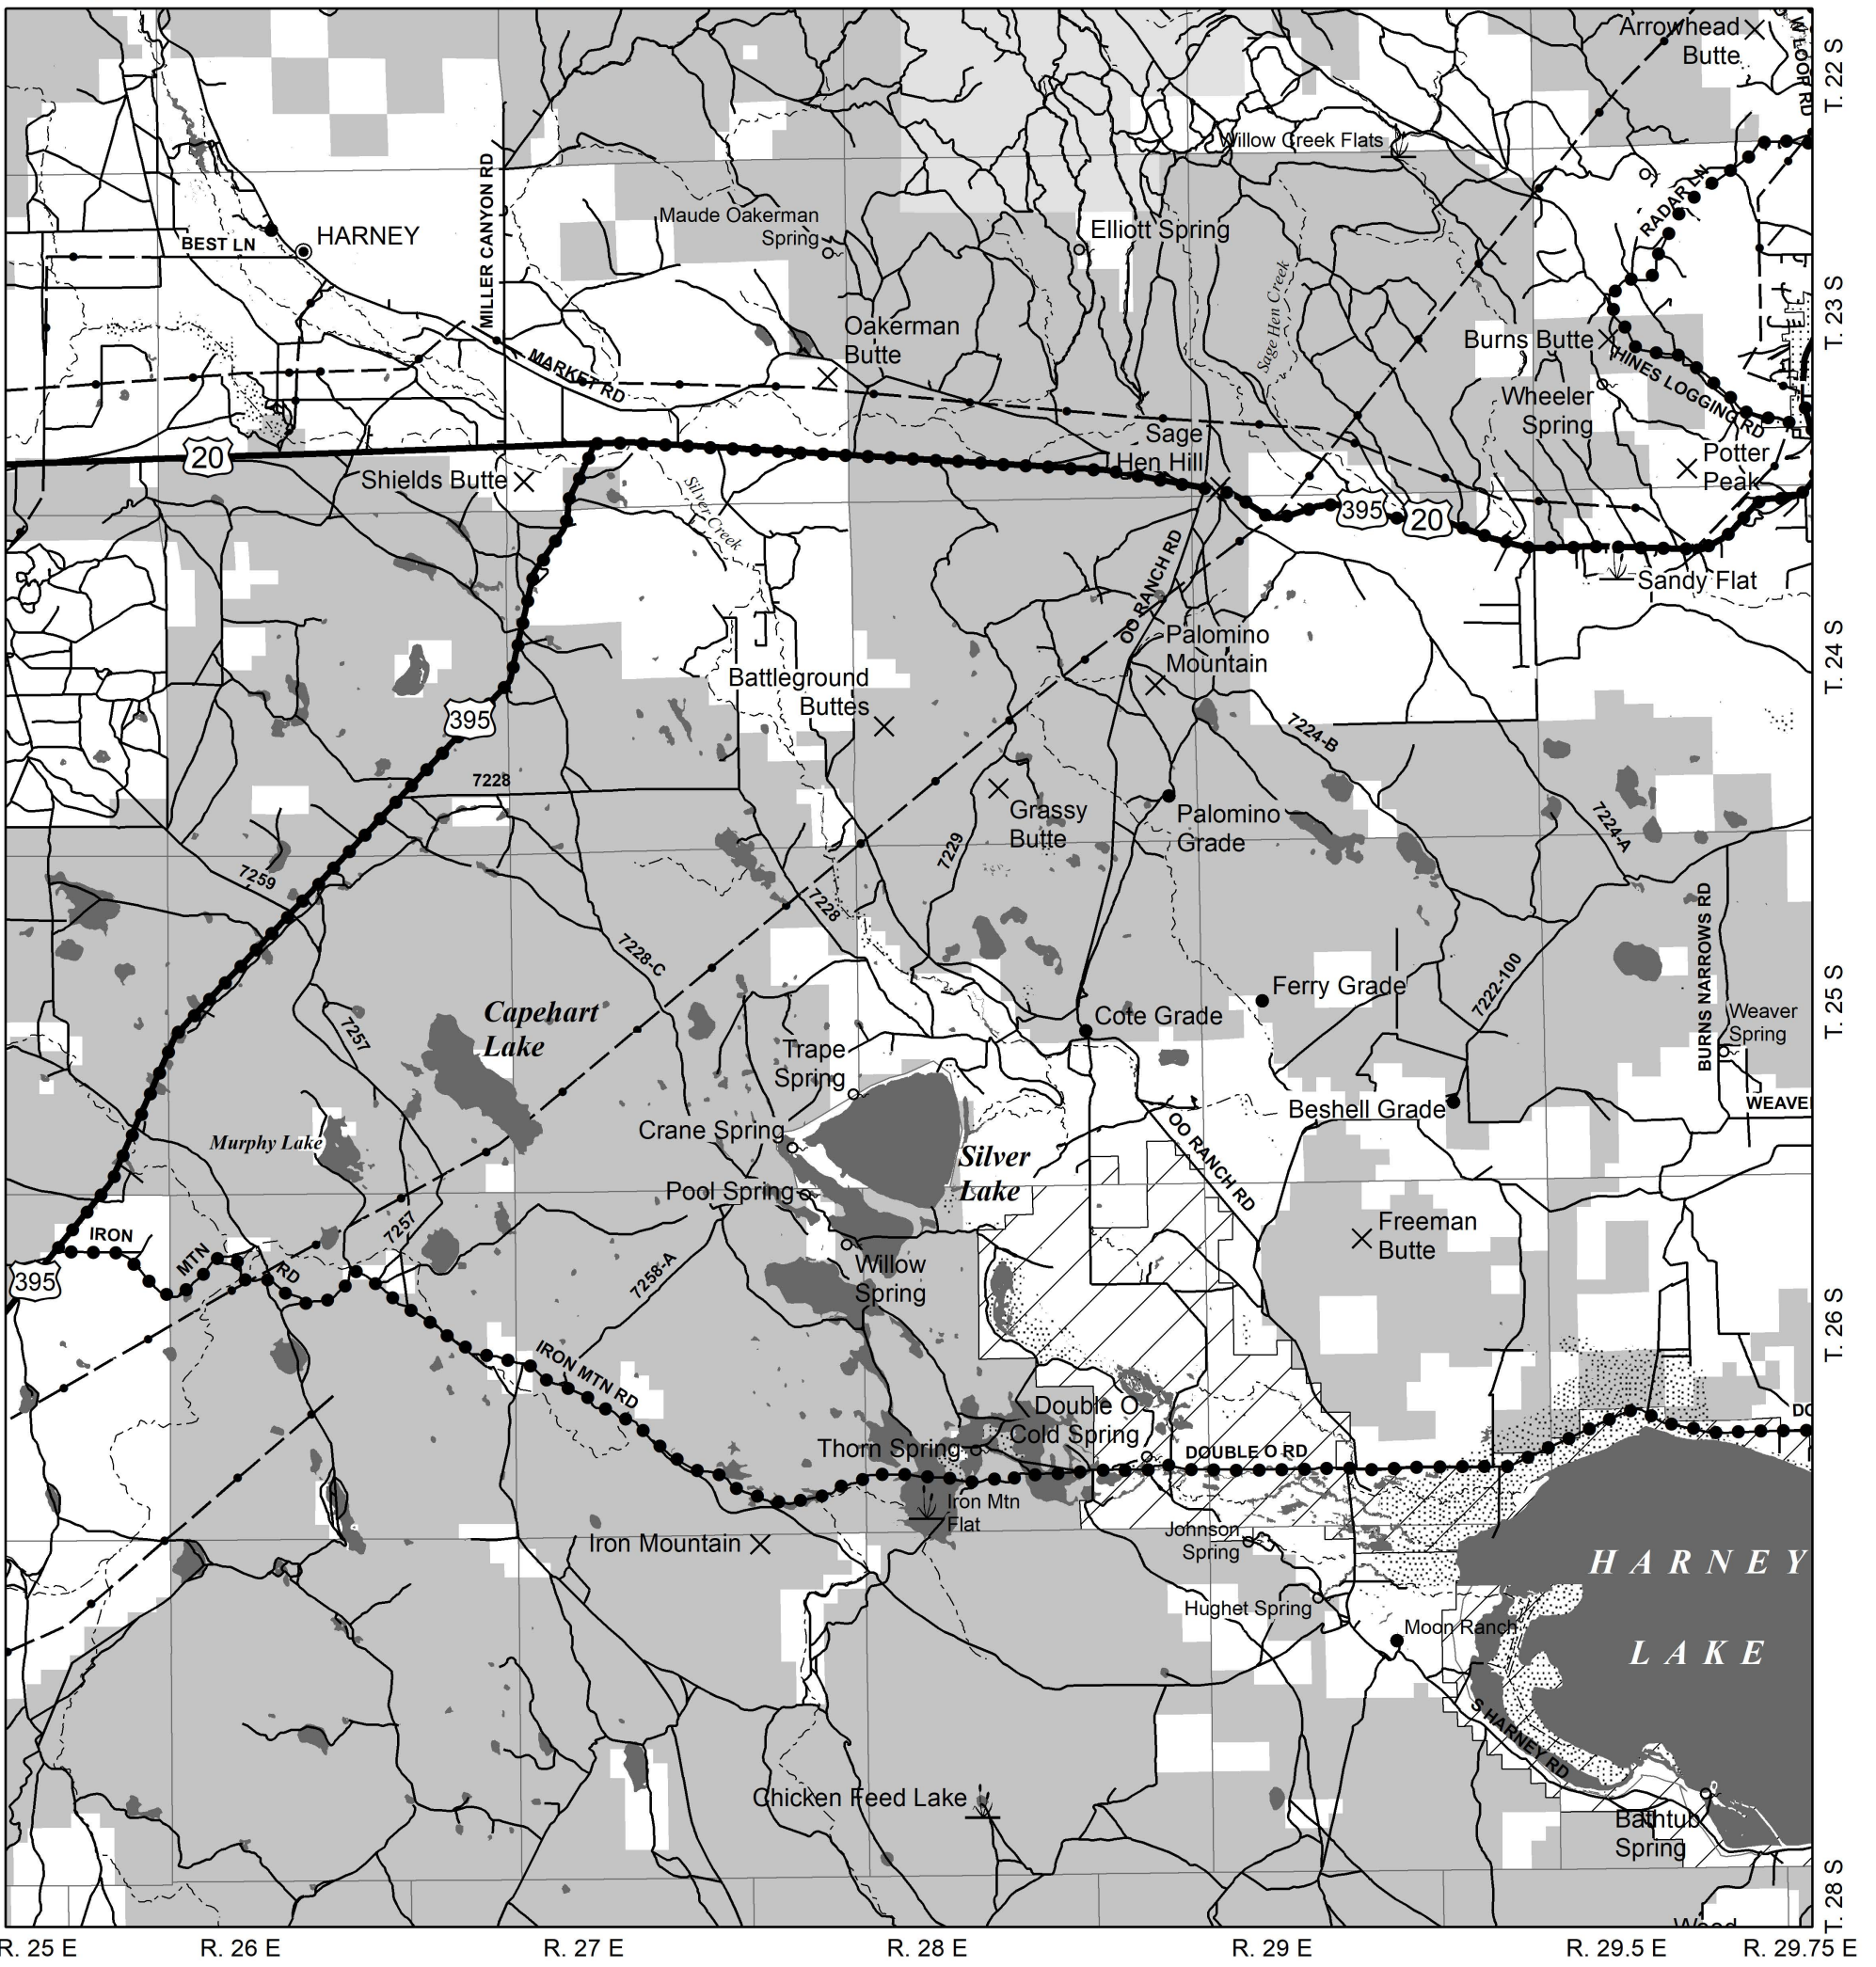 Arrowhead
Butte
T. 22 S
Willow Creek Flats
MILLER CANYON RD
RADAR LN
Maude Oakerman
Spring
Elliott Spring
BEST LN
HARNEY
Sage Hen Creek
T. 23 S
Oakerman
Butte
Burns Butte
MARKET RD
HINES LOGGING RD
Wheeler
Spring
Sage
Hen Hill
Potter
Peak
20
Shields Butte
Silver Creek
395
20
Sandy Flat
OO RANCH RD
Palomino
Mountain
T. 24 S
Battleground
Buttes
395
7224-B
7228
Grassy
Butte
Palomino
Grade
7224-A
7229
7259
7228
BURNS NARROWS RD
7228-C
7222-100
Ferry Grade
T. 25 S
Capehart
Lake
Cote Grade
Weaver
Spring
7257
Trape
Spring
Beshell Grade
WEAVE
Crane Spring
Murphy Lake
OO RANCH RD
Silver
Lake
Pool Spring
7257
Freeman
Butte
IRON
MTN
RD
395
Willow
Spring
7258-A
T. 26 S
IRON MTN RD
Double O
Cold Spring
DO
Thorn Spring
DOUBLE O RD
Iron Mtn
Flat
Johnson
Spring
Iron Mountain
HARNEY
LAKE
Hughet Spring
Moon Ranch
S HARNEY RD
Chicken Feed Lake
Bathtub
Spring
T. 28 S
R. 25 E
R. 26 E
R. 27 E
R. 28 E
R. 29 E
R. 29.5 E
R. 29.75 E